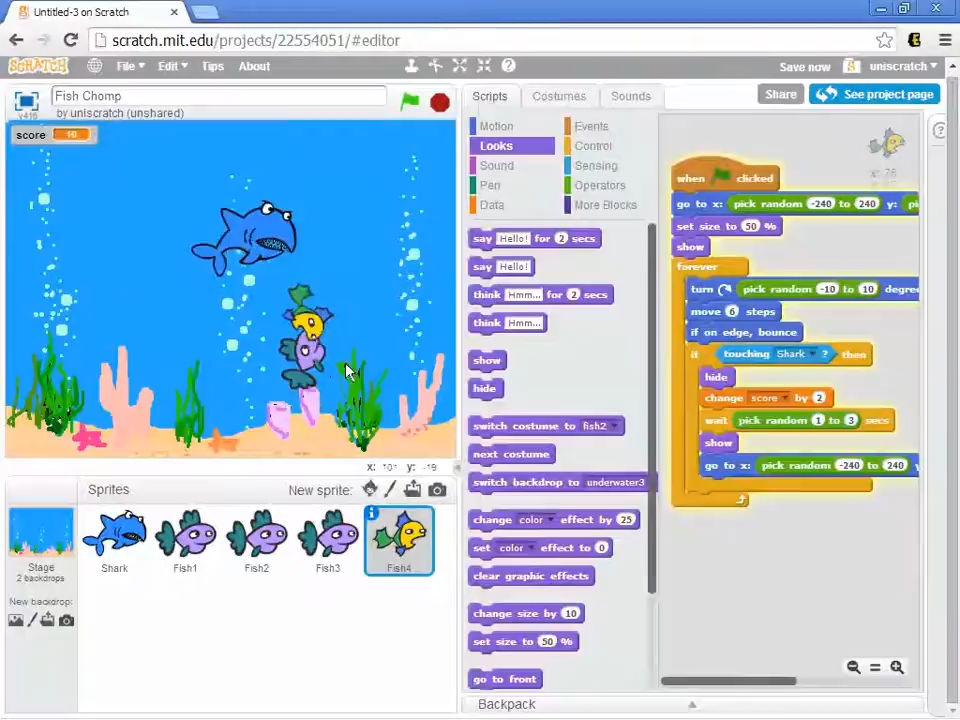 Untitled-3 on Scratch
scratch.mit.edu/projects/22554051/#editor
SCRATCH File Edit Tips About Save now uniscratch
v416
Fish Chomp
by uniscratch (unshared)
Scripts Costumes Sounds Share See project page
score 10
Motion Events
Looks Control
Sound Sensing
Pen Operators
Data More Blocks
say Hello! for 2 secs
say Hello!
think Hmm... for 2 secs
think Hmm...
show
hide
switch costume to fish2
next costume
switch backdrop to underwater3
change color effect by 25
set color effect to 0
clear graphic effects
change size by 10
set size to 50 %
go to front
when clicked
go to x: pick random -240 to 240 y:
set size to 50 %
show
forever
turn pick random -10 to 10
move 6 steps
if on edge, bounce
if touching Shark ? then
hide
change score by 2
wait pick random 1 to 3 secs
show
go to x: pick random -240 to 240
x: 101 y: -19
Sprites New sprite:
Stage
2 backdrops
New backdrop:
Shark Fish1 Fish2 Fish3 Fish4
Backpack